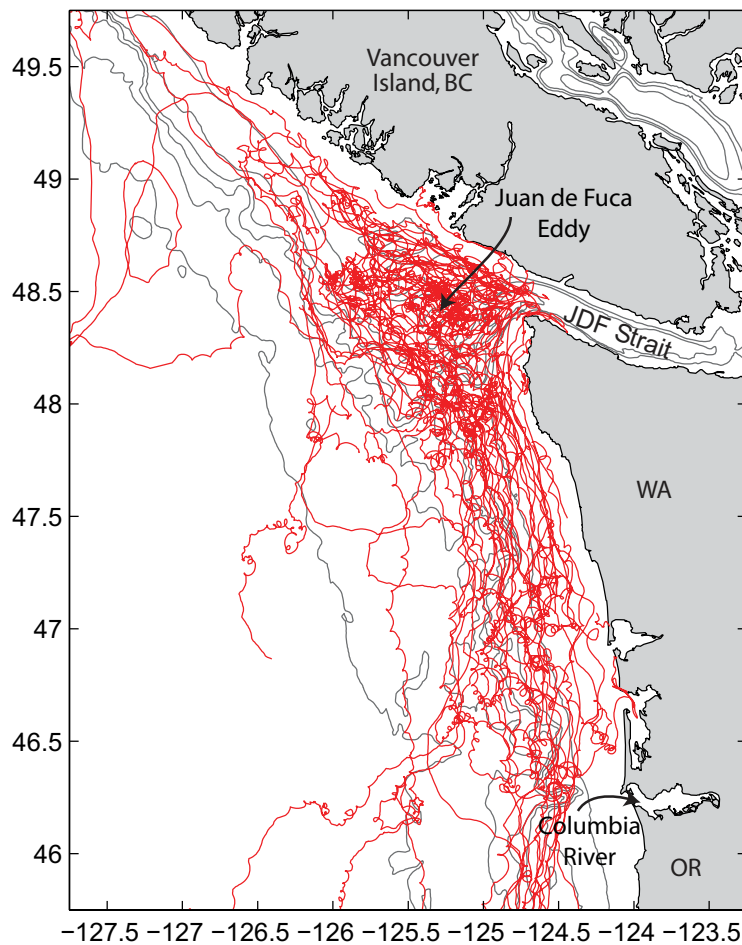 49.5
49
48.5
48
47.5
47
46.5
46
Vancouver
Island, BC
Juan de Fuca
Eddy
JDF Strait
WA
Columbia
River
OR
−127.5 −127 −126.5 −126 −125.5 −125 −124.5 −124 −123.5